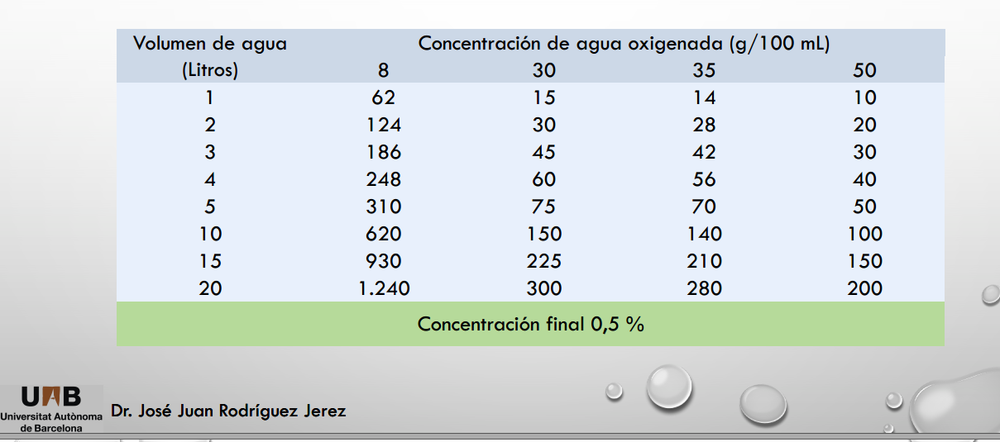 Volumen de agua Concentración de agua oxigenada (g/100 mL)
(Litros) 8 30 35 50
1 62 15 14 10
2 124 30 28 20
3 186 45 42 30
4 248 60 56 40
5 310 75 70 50
10 620 150 140 100
15 930 225 210 150
20 1.240 300 280 200
Concentración final 0,5 %
UAB
Universitat Autònoma
de Barcelona
Dr. José Juan Rodríguez Jerez